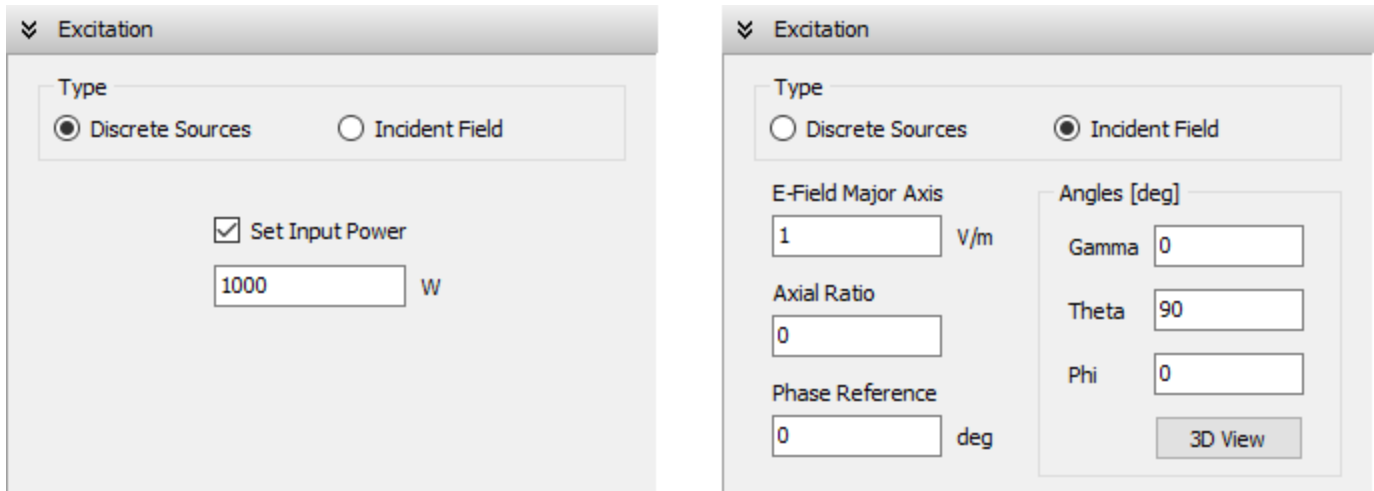 Excitation
Type
Discrete Sources Incident Field
Set Input Power
1000 W
Excitation
Type
Discrete Sources Incident Field
E-Field Major Axis
1 V/m
Axial Ratio
0
Phase Reference
0 deg
Angles [deg]
Gamma 0
Theta 90
Phi 0
3D View